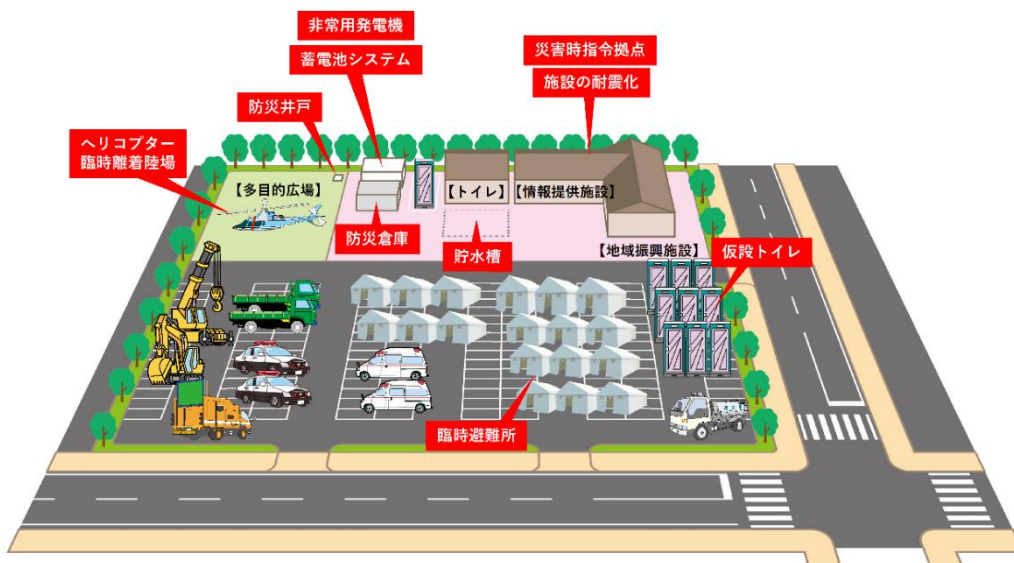 非常用発電機
蓄電池システム
災害時指令拠点
施設の耐震化
防災井戸
ヘリコプター
臨時離着陸場
【多目的広場】
【トイレ】
【情報提供施設】
防災倉庫
貯水槽
【地域振興施設】
仮設トイレ
臨時避難所